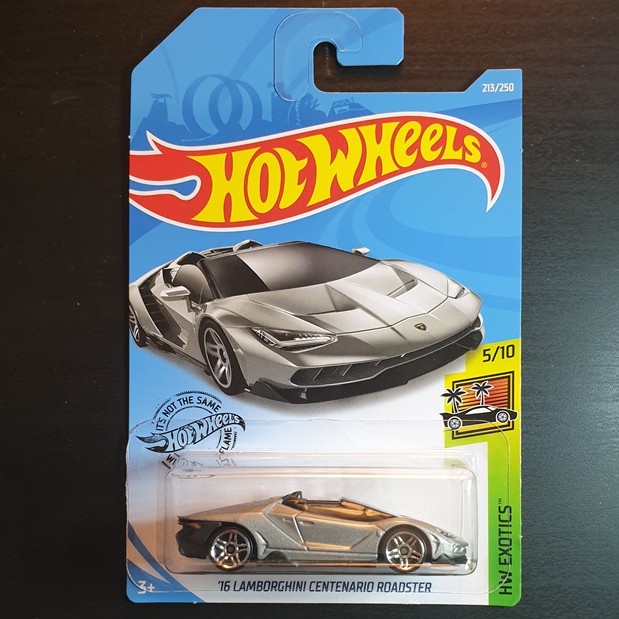 213/250
HOT WHEELS
5/10
IT'S NOT THE SAME
HOT WHEELS
FLAME
HW EXOTICS™
'16 LAMBORGHINI CENTENARIO ROADSTER
3+